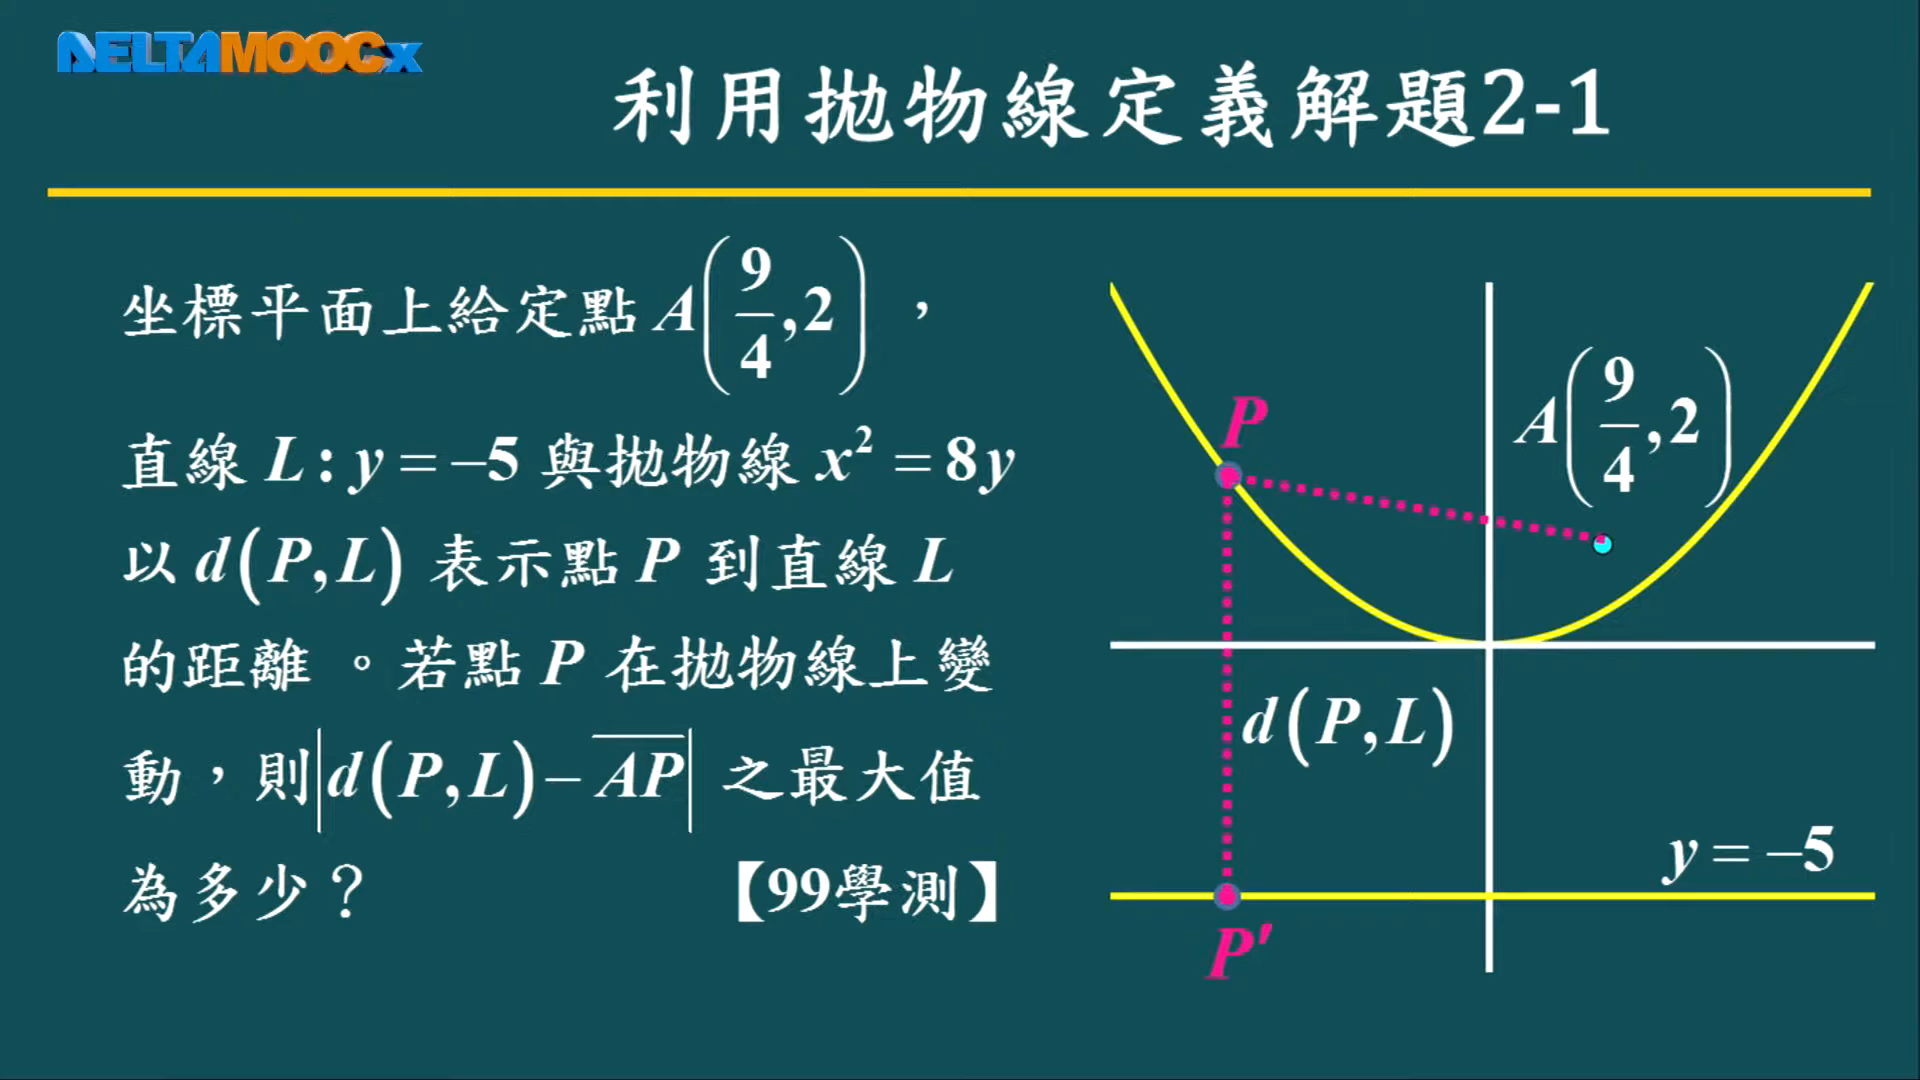 DELTAMOOCx
利用拋物線定義解題2-1
坐標平面上給定點 A(9/4,2)，
直線 L:y=−5 與拋物線 x²=8y
以 d(P,L) 表示點 P 到直線 L
的距離。若點 P 在拋物線上變
動，則|d(P,L)−A̅P̅| 之最大值
為多少？ 【99學測】
P
A(9/4,2)
d(P,L)
y=−5
P′